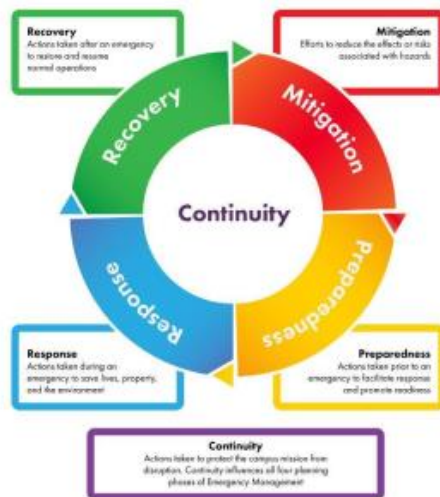 Recovery
Actions taken after an emergency
to restore and resume
normal operations
Mitigation
Efforts to reduce the effects or risks
associated with hazards
Recovery
Mitigation
Continuity
Response
Preparedness
Response
Actions taken during an
emergency to save lives, property,
and the environment
Preparedness
Actions taken prior to an
emergency to facilitate response
and promote readiness
Continuity
Actions taken to protect the campus mission from
disruption. Continuity influences all four planning
phases of Emergency Management